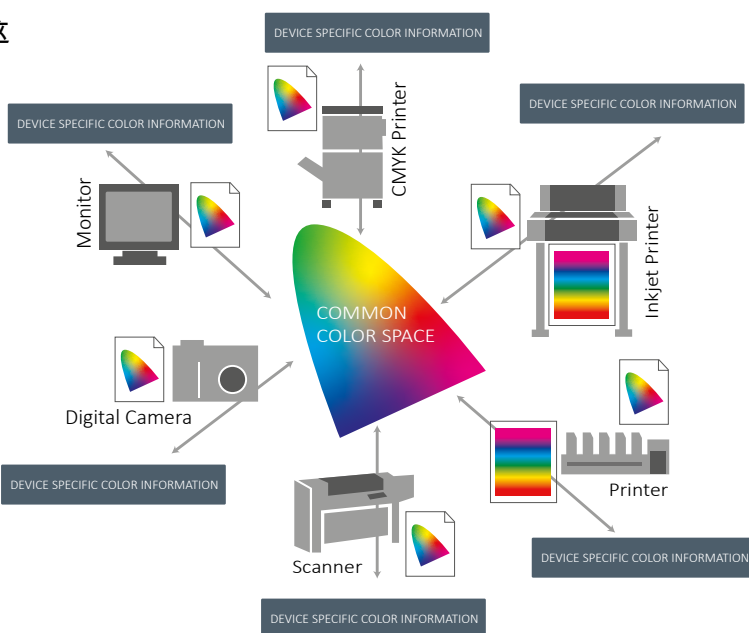 这
DEVICE SPECIFIC COLOR INFORMATION
CMYK Printer
DEVICE SPECIFIC COLOR INFORMATION
DEVICE SPECIFIC COLOR INFORMATION
Monitor
Inkjet Printer
COMMON
COLOR SPACE
Digital Camera
DEVICE SPECIFIC COLOR INFORMATION
Printer
Scanner
DEVICE SPECIFIC COLOR INFORMATION
DEVICE SPECIFIC COLOR INFORMATION